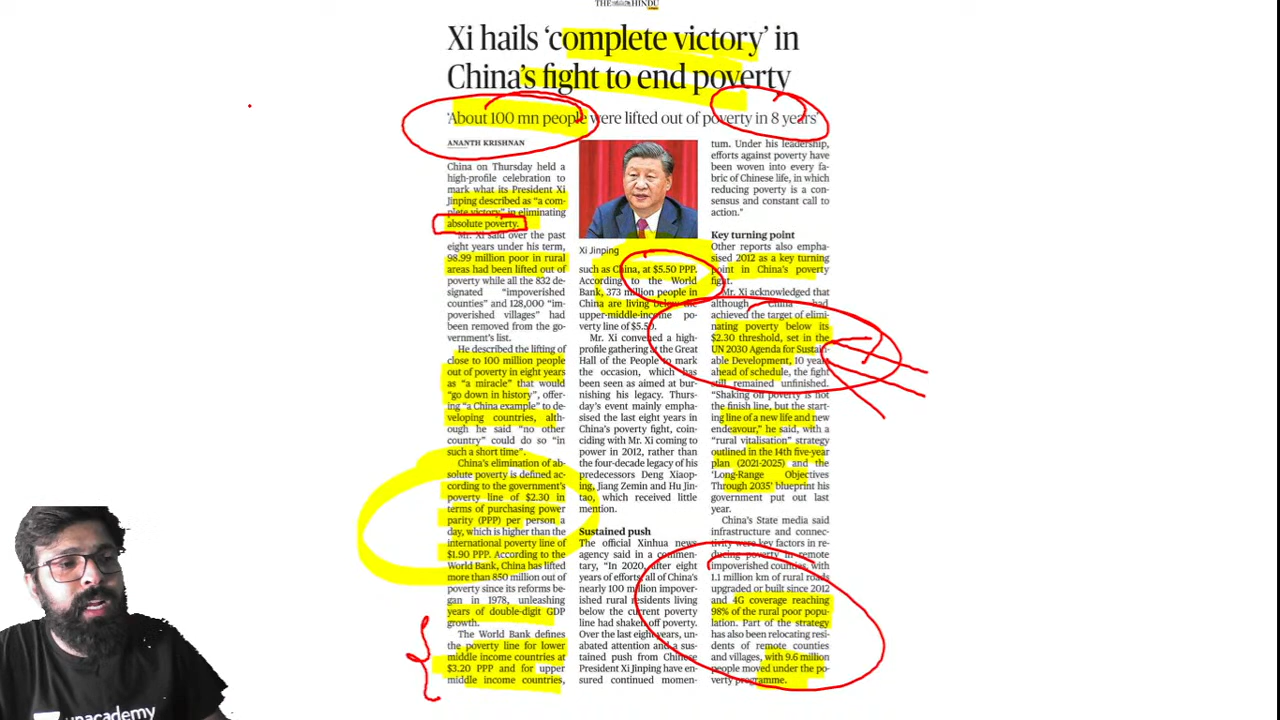 THE HINDU
Xi hails ‘complete victory’ in
China’s fight to end poverty
‘About 100 mn people were lifted out of poverty in 8 years’
ANANTH KRISHNAN
China on Thursday held a
high-profile celebration to
mark what its President Xi
Jinping described as “a com-
plete victory” in eliminating
absolute poverty.
Mr. Xi said over the past
eight years under his term,
98.99 million poor in rural
areas had been lifted out of
poverty while all the 832 de-
signated “impoverished
counties” and 128,000 “im-
poverished villages” had
been removed from the go-
vernment’s list.
He described the lifting of
close to 100 million people
out of poverty in eight years
as “a miracle” that would
“go down in history”, offer-
ing “a China example” to de-
veloping countries, alth-
ough he said “no other
country” could do so “in
such a short time”.
China’s elimination of ab-
solute poverty is defined ac-
cording to the government’s
poverty line of $2.30 in
terms of purchasing power
parity (PPP) per person a
day, which is higher than the
international poverty line of
$1.90 PPP. According to the
World Bank, China has lifted
more than 850 million out of
poverty since its reforms be-
gan in 1978, unleashing
years of double-digit GDP
growth.
The World Bank defines
the poverty line for lower
middle income countries at
$3.20 PPP and for upper
middle income countries,
Xi Jinping
such as China, at $5.50 PPP.
According to the World
Bank, 373 million people in
China are living below the
upper-middle-income po-
verty line of $5.50.
Mr. Xi convened a high-
profile gathering at the Great
Hall of the People to mark
the occasion, which has
been seen as aimed at bur-
nishing his legacy. Thurs-
day’s event mainly empha-
sised the last eight years in
China’s poverty fight, coin-
ciding with Mr. Xi coming to
power in 2012, rather than
the four-decade legacy of his
predecessors Deng Xiaop-
ing, Jiang Zemin and Hu Jin-
tao, which received little
mention.
Sustained push
The official Xinhua news
agency said in a commen-
tary, “In 2020, after eight
years of efforts, all of China’s
nearly 100 million impover-
ished rural residents living
below the current poverty
line had shaken off poverty.
Over the last eight years, un-
abated attention and a sus-
tained push from Chinese
President Xi Jinping have en-
sured continued momen-
tum. Under his leadership,
efforts against poverty have
been woven into every fa-
bric of Chinese life, in which
reducing poverty is a con-
sensus and constant call to
action.”
Key turning point
Other reports also empha-
sised 2012 as a key turning
point in China’s poverty
fight.
Mr. Xi acknowledged that
although China had
achieved the target of elimi-
nating poverty below its
$2.30 threshold, set in the
UN 2030 Agenda for Sustain-
able Development, 10 years
ahead of schedule, the fight
still remained unfinished.
“Shaking off poverty is not
the finish line, but the start-
ing line of a new life and new
endeavour,” he said, with a
“rural vitalisation” strategy
outlined in the 14th five-year
plan (2021-2025) and the
‘Long-Range Objectives
Through 2035’ blueprint his
government put out last
year.
China’s State media said
infrastructure and connec-
tivity were key factors in re-
ducing poverty in remote
impoverished counties, with
1.1 million km of rural roads
upgraded or built since 2012
and 4G coverage reaching
98% of the rural poor popu-
lation. Part of the strategy
has also been relocating resi-
dents of remote counties
and villages, with 9.6 million
people moved under the po-
verty programme.
unacademy